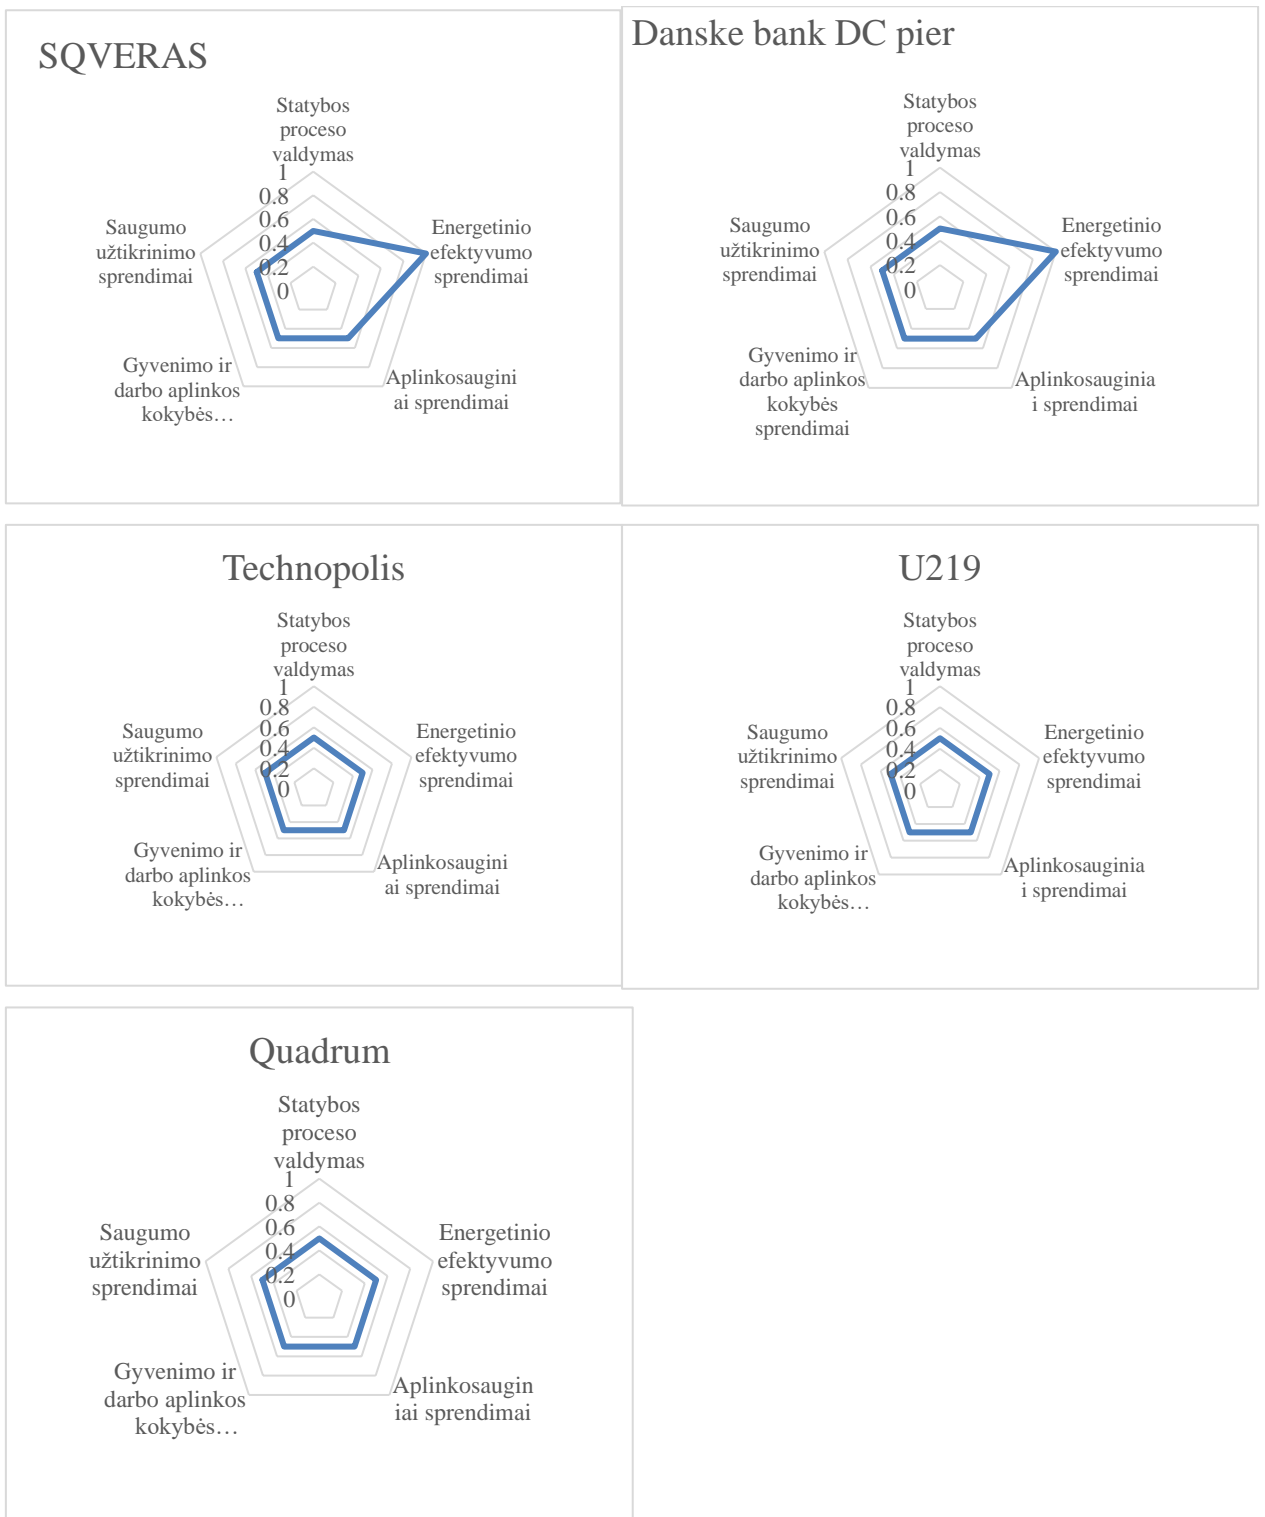 SQVERAS
Statybos
proceso
valdymas
1
0.8
0.6
0.4
0.2
0
Energetinio
efektyvumo
sprendimai
Aplinkosaugini
ai sprendimai
Gyvenimo ir
darbo aplinkos
kokybės…
Saugumo
užtikrinimo
sprendimai
Danske bank DC pier
Statybos
proceso
valdymas
1
0.8
0.6
0.4
0.2
0
Energetinio
efektyvumo
sprendimai
Aplinkosauginia
i sprendimai
Gyvenimo ir
darbo aplinkos
kokybės
sprendimai
Saugumo
užtikrinimo
sprendimai
Technopolis
Statybos
proceso
valdymas
1
0.8
0.6
0.4
0.2
0
Energetinio
efektyvumo
sprendimai
Aplinkosaugini
ai sprendimai
Gyvenimo ir
darbo aplinkos
kokybės…
Saugumo
užtikrinimo
sprendimai
U219
Statybos
proceso
valdymas
1
0.8
0.6
0.4
0.2
0
Energetinio
efektyvumo
sprendimai
Aplinkosauginia
i sprendimai
Gyvenimo ir
darbo aplinkos
kokybės…
Saugumo
užtikrinimo
sprendimai
Quadrum
Statybos
proceso
valdymas
1
0.8
0.6
0.4
0.2
0
Energetinio
efektyvumo
sprendimai
Aplinkosaugin
iai sprendimai
Gyvenimo ir
darbo aplinkos
kokybės…
Saugumo
užtikrinimo
sprendimai